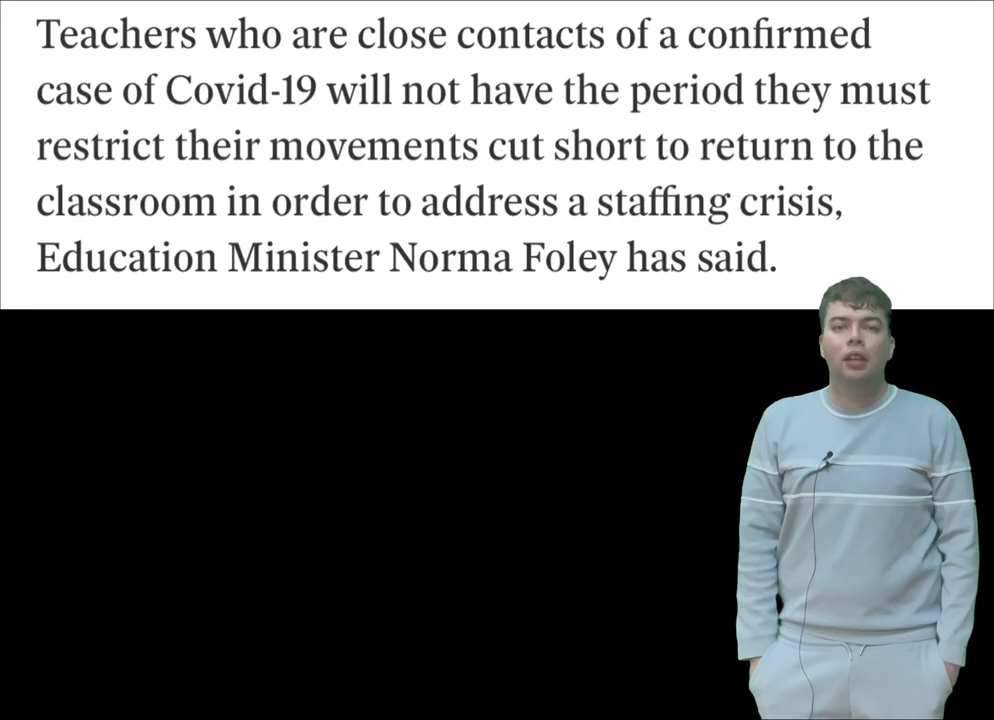 Teachers who are close contacts of a confirmed
case of Covid-19 will not have the period they must
restrict their movements cut short to return to the
classroom in order to address a staffing crisis,
Education Minister Norma Foley has said.